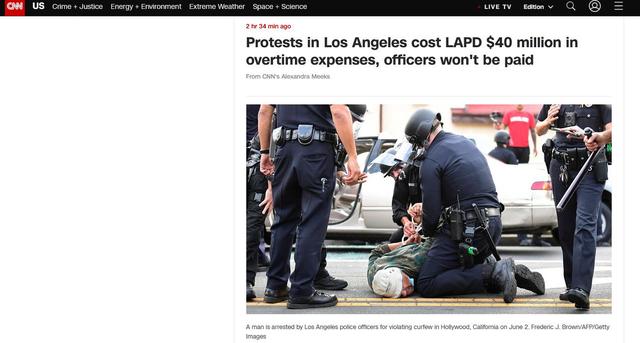 CNN US Crime + Justice Energy + Environment Extreme Weather Space + Science LIVE TV Edition
2 hr 34 min ago
Protests in Los Angeles cost LAPD $40 million in
overtime expenses, officers won't be paid
From CNN's Alexandra Meeks
A man is arrested by Los Angeles police officers for violating curfew in Hollywood, California on June 2. Frederic J. Brown/AFP/Getty
Images